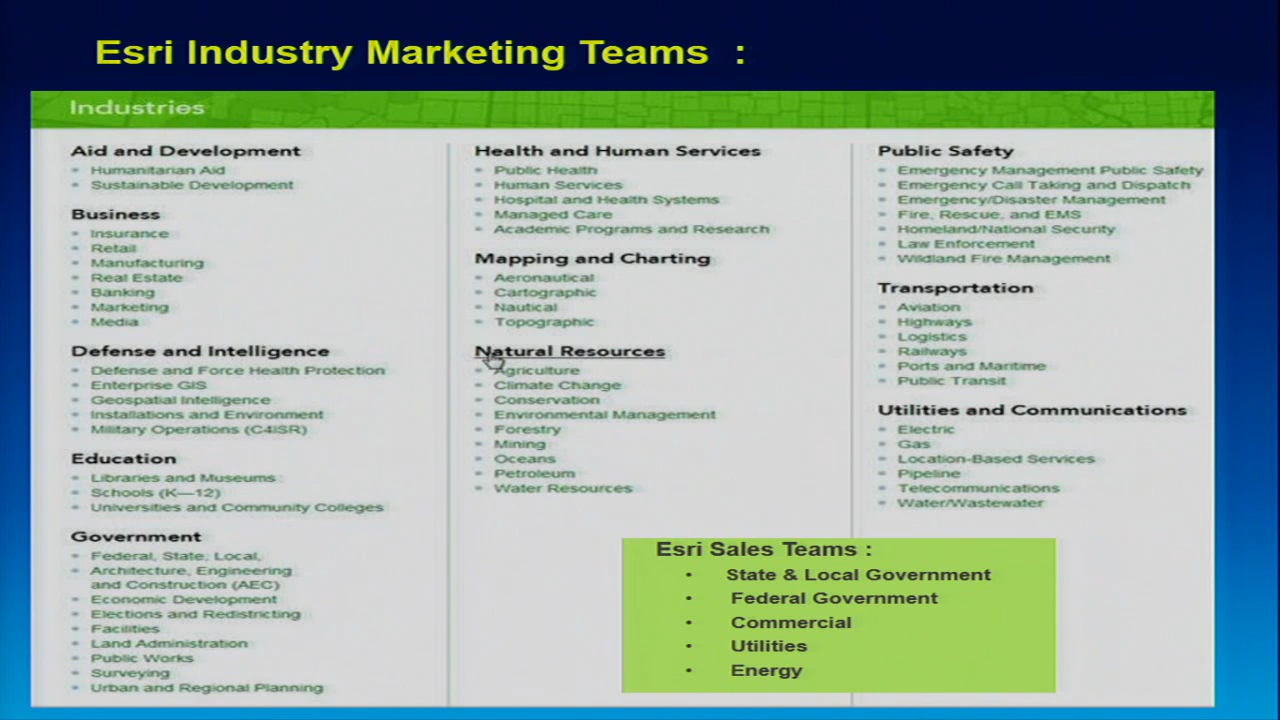 Esri Industry Marketing Teams :
Industries
Aid and Development
Humanitarian Aid
Sustainable Development
Business
Insurance
Retail
Manufacturing
Real Estate
Banking
Marketing
Media
Defense and Intelligence
Defense and Force Health Protection
Enterprise GIS
Geospatial Intelligence
Installations and Environment
Military Operations (C4ISR)
Education
Libraries and Museums
Schools (K—12)
Universities and Community Colleges
Government
Federal, State, Local,
Architecture, Engineering
and Construction (AEC)
Economic Development
Elections and Redistricting
Facilities
Land Administration
Public Works
Surveying
Urban and Regional Planning
Health and Human Services
Public Health
Human Services
Hospital and Health Systems
Managed Care
Academic Programs and Research
Mapping and Charting
Aeronautical
Cartographic
Nautical
Topographic
Natural Resources
Agriculture
Climate Change
Conservation
Environmental Management
Forestry
Mining
Oceans
Petroleum
Water Resources
Public Safety
Emergency Management Public Safety
Emergency Call Taking and Dispatch
Emergency/Disaster Management
Fire, Rescue, and EMS
Homeland/National Security
Law Enforcement
Wildland Fire Management
Transportation
Aviation
Highways
Logistics
Railways
Ports and Maritime
Public Transit
Utilities and Communications
Electric
Gas
Location-Based Services
Pipeline
Telecommunications
Water/Wastewater
Esri Sales Teams :
• State & Local Government
• Federal Government
• Commercial
• Utilities
• Energy